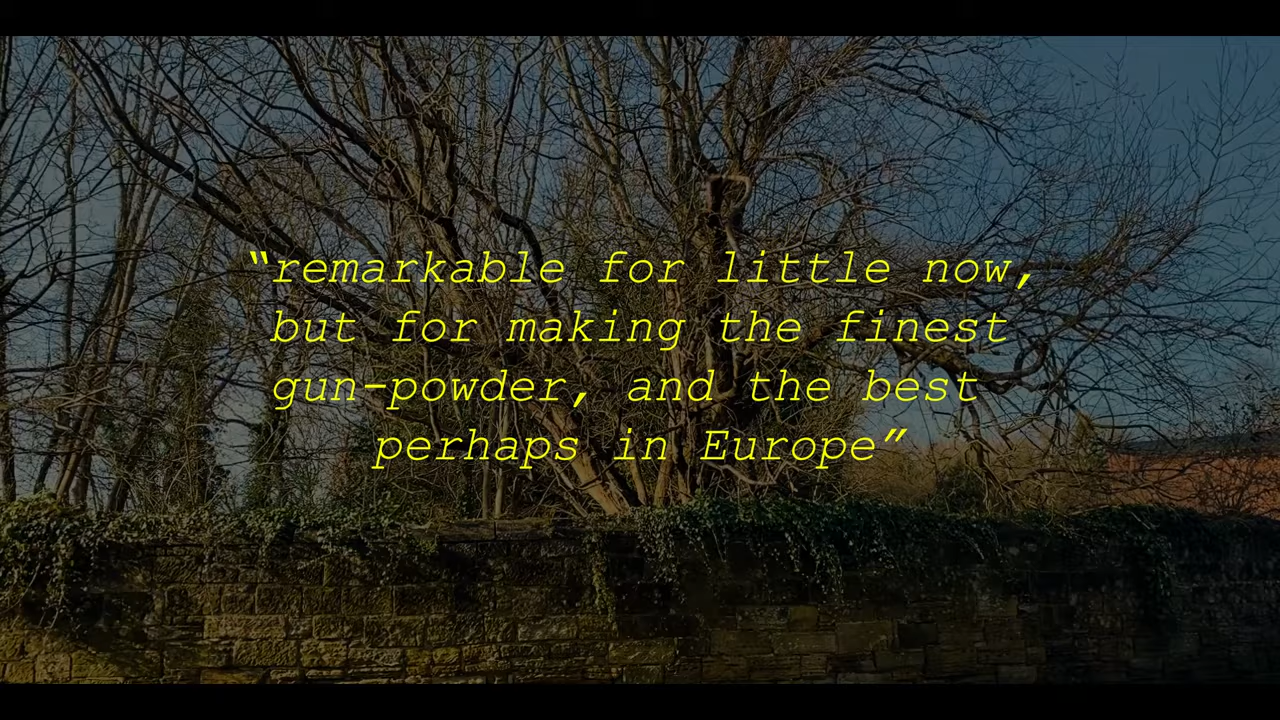 “remarkable for little now,
but for making the finest
gun-powder, and the best
perhaps in Europe”